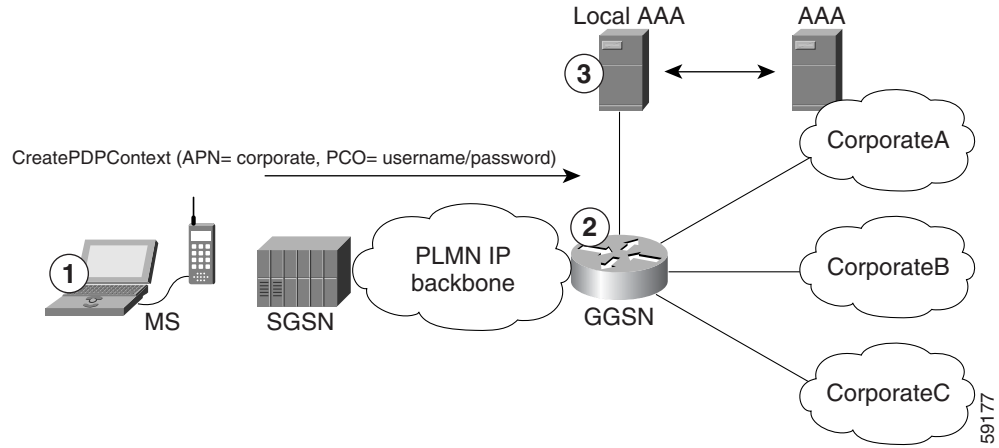 Local AAA
AAA
3
CorporateA
CreatePDPContext (APN= corporate, PCO= username/password)
2
1
PLMN IP
backbone
CorporateB
MS
SGSN
GGSN
CorporateC
59177